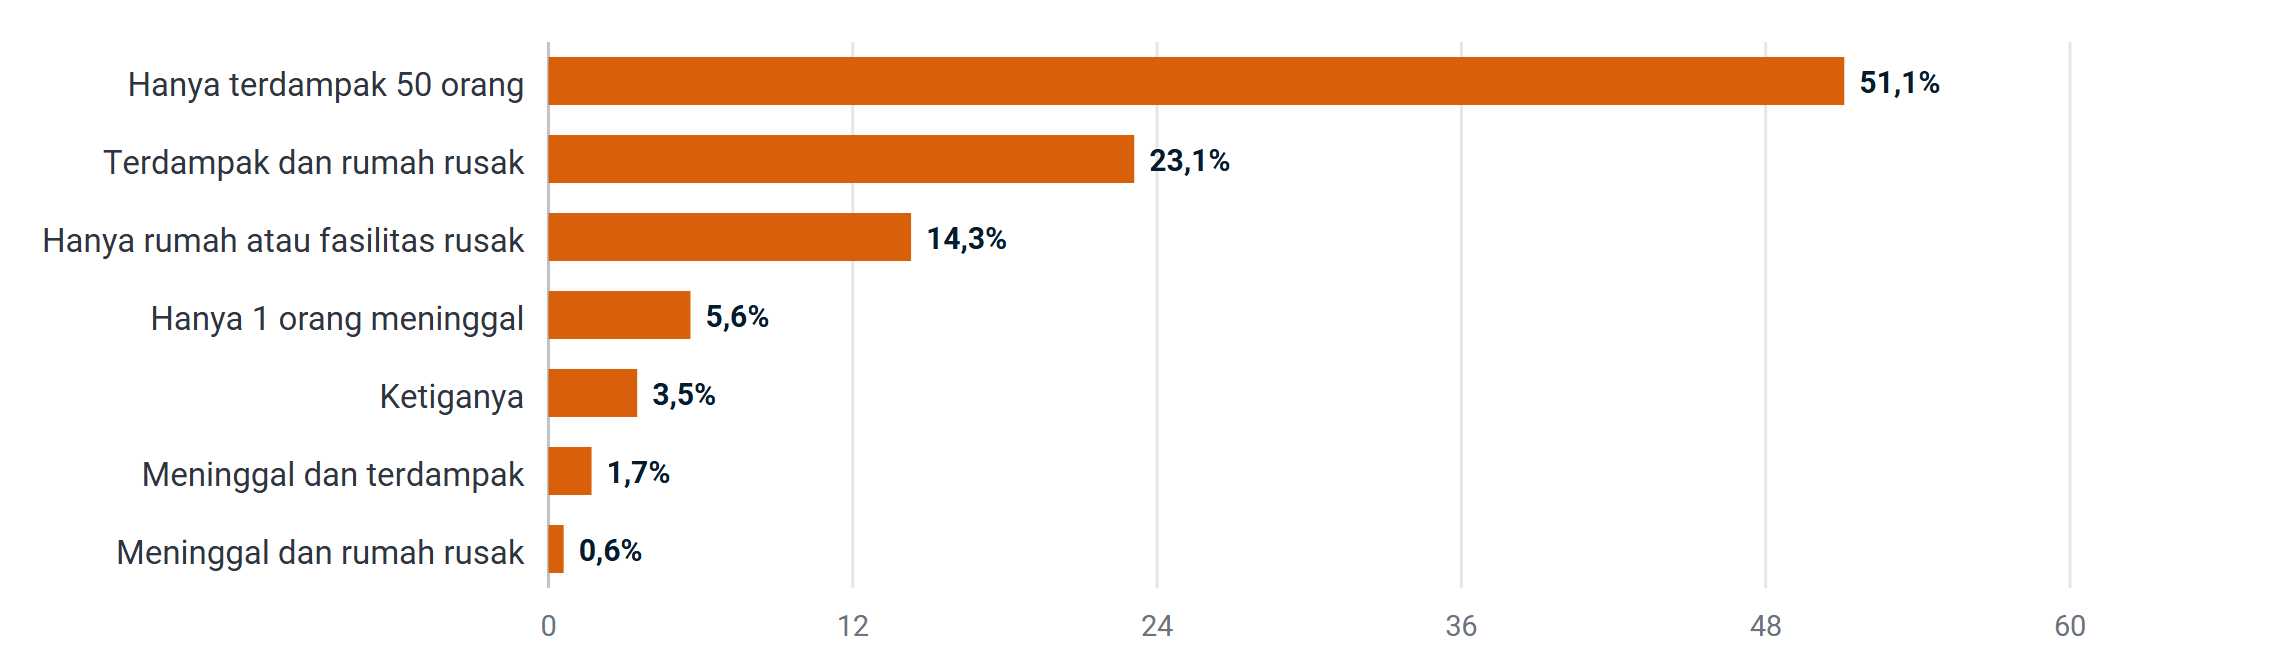 Hanya terdampak 50 orang 51,1%
Terdampak dan rumah rusak 23,1%
Hanya rumah atau fasilitas rusak 14,3%
Hanya 1 orang meninggal 5,6%
Ketiganya 3,5%
Meninggal dan terdampak 1,7%
Meninggal dan rumah rusak 0,6%
0 12 24 36 48 60